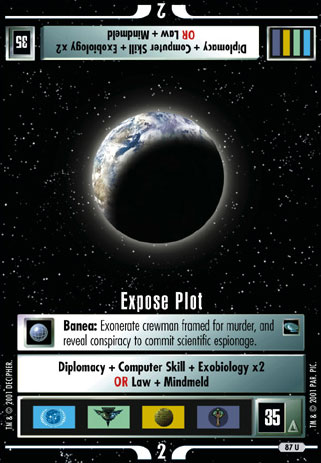 2
35
Diplomacy + Computer Skill + Exobiology x2
OR Law + Mindmeld
Expose Plot
Banea: Exonerate crewman framed for murder, and
reveal conspiracy to commit scientific espionage.
Diplomacy + Computer Skill + Exobiology x2
OR Law + Mindmeld
35
TM & © 2001 DECIPHER.
TM & © 2001 PAR. PIC.
87 U
2